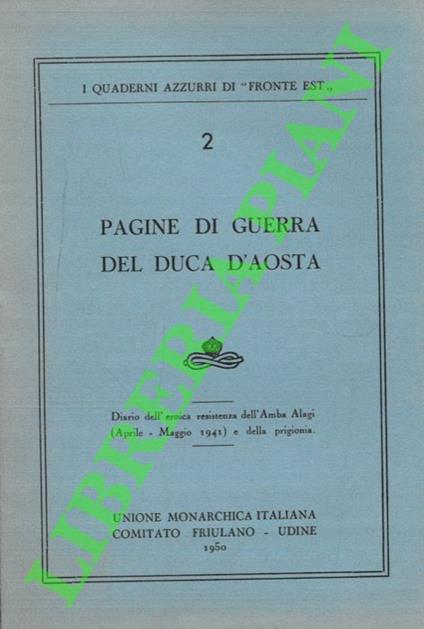 I QUADERNI AZZURRI DI "FRONTE EST„
2
PAGINE DI GUERRA
DEL DUCA D'AOSTA
Diario dell'eroica resistenza dell'Amba Alagi
(Aprile - Maggio 1941) e della prigionia.
UNIONE MONARCHICA ITALIANA
COMITATO FRIULANO - UDINE
1950
LIBRERIA PIANI